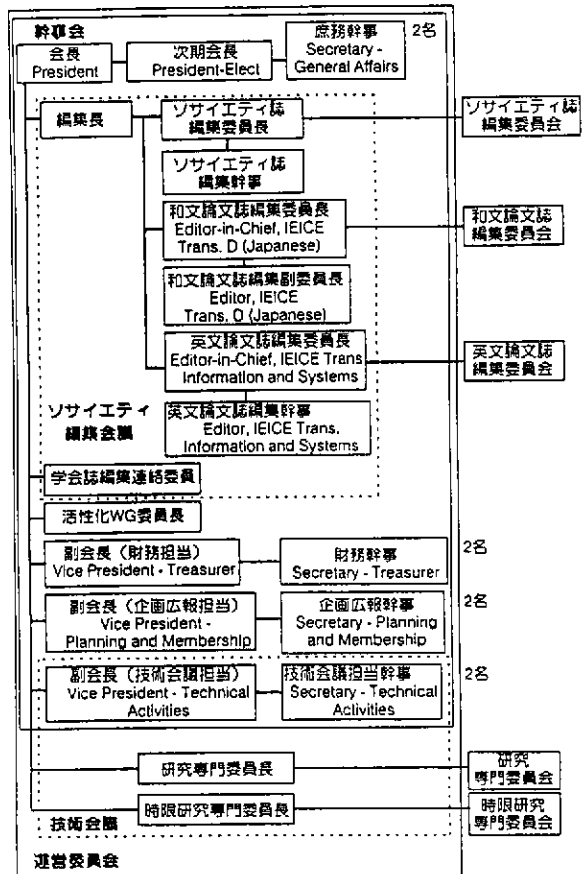 幹事会
会長
President
次期会長
President-Elect
庶務幹事
Secretary -
General Affairs
2名
編集長
ソサイエティ誌
編集委員長
ソサイエティ誌
編集委員会
ソサイエティ誌
編集幹事
和文論文誌編集委員長
Editor-in-Chief, IEICE
Trans. D (Japanese)
和文論文誌
編集委員会
和文論文誌編集副委員長
Editor, IEICE
Trans. D (Japanese)
英文論文誌編集委員長
Editor-in-Chief, IEICE Trans
Information and Systems
英文論文誌
編集委員会
英文論文誌編集幹事
Editor, IEICE Trans.
Information and Systems
ソサイエティ
編集会議
学会誌編集連絡委員
活性化WG委員長
副会長（財務担当）
Vice President - Treasurer
財務幹事
Secretary - Treasurer
2名
副会長（企画広報担当）
Vice President -
Planning and Membership
企画広報幹事
Secretary - Planning
and Membership
2名
副会長（技術会議担当）
Vice President - Technical
Activities
技術会議担当幹事
Secretary - Technical
Activities
2名
研究専門委員長
研究
専門委員会
時限研究専門委員長
時限研究
専門委員会
技術会議
運営委員会